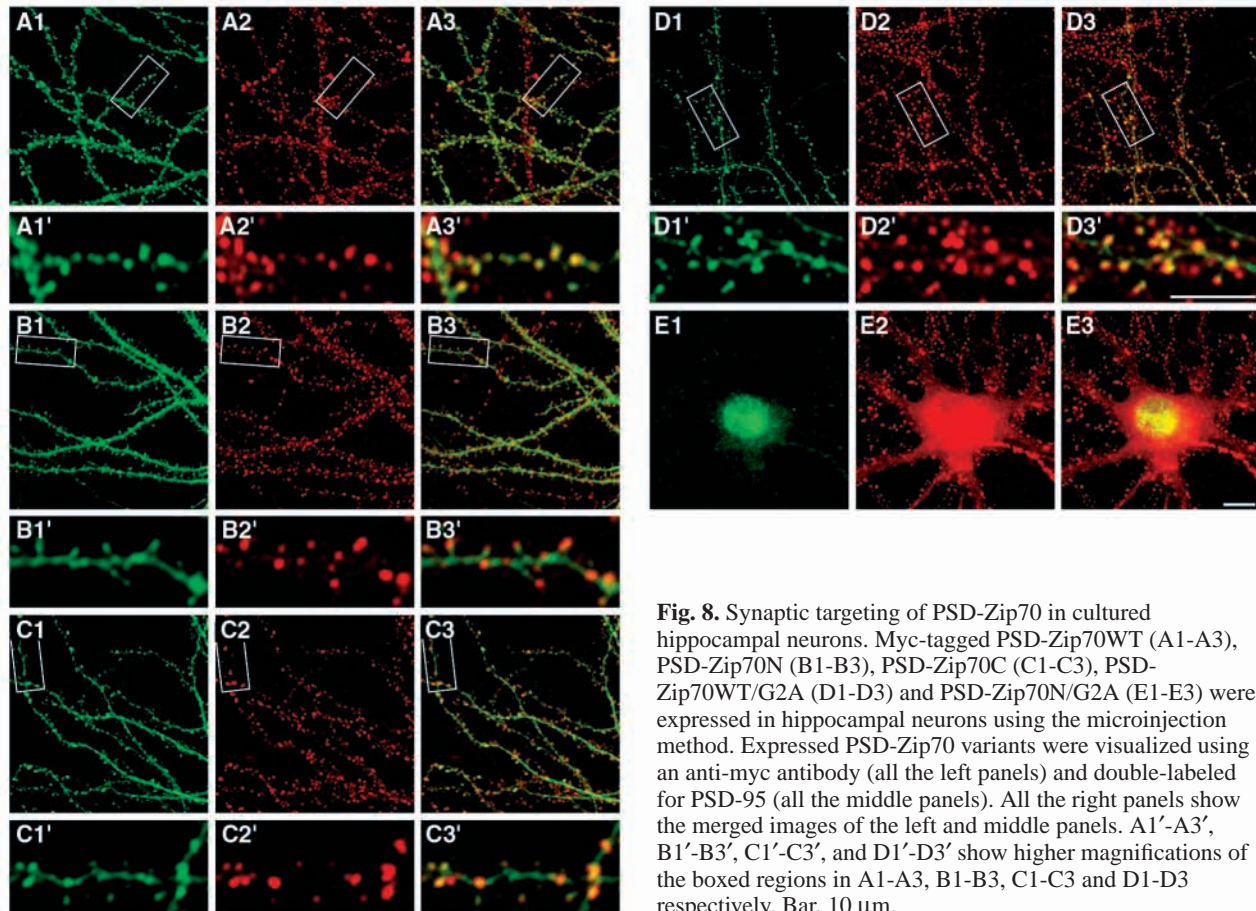 A1 A2 A3
A1' A2' A3'
B1 B2 B3
B1' B2' B3'
C1 C2 C3
C1' C2' C3'
D1 D2 D3
D1' D2' D3'
E1 E2 E3
Fig. 8. Synaptic targeting of PSD-Zip70 in cultured
hippocampal neurons. Myc-tagged PSD-Zip70WT (A1-A3),
PSD-Zip70N (B1-B3), PSD-Zip70C (C1-C3), PSD-
Zip70WT/G2A (D1-D3) and PSD-Zip70N/G2A (E1-E3) were
expressed in hippocampal neurons using the microinjection
method. Expressed PSD-Zip70 variants were visualized using
an anti-myc antibody (all the left panels) and double-labeled
for PSD-95 (all the middle panels). All the right panels show
the merged images of the left and middle panels. A1′-A3′,
B1′-B3′, C1′-C3′, and D1′-D3′ show higher magnifications of
the boxed regions in A1-A3, B1-B3, C1-C3 and D1-D3
respectively. Bar, 10 μm.